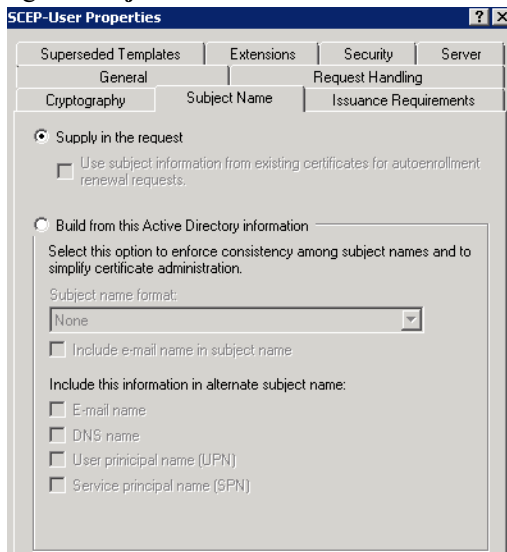 SCEP-User Properties
Superseded Templates Extensions Security Server
General Request Handling
Cryptography Subject Name Issuance Requirements
Supply in the request
Use subject information from existing certificates for autoenrollment
renewal requests.
Build from this Active Directory information
Select this option to enforce consistency among subject names and to
simplify certificate administration.
Subject name format:
None
Include e-mail name in subject name
Include this information in alternate subject name:
E-mail name
DNS name
User prinicipal name (UPN)
Service principal name (SPN)